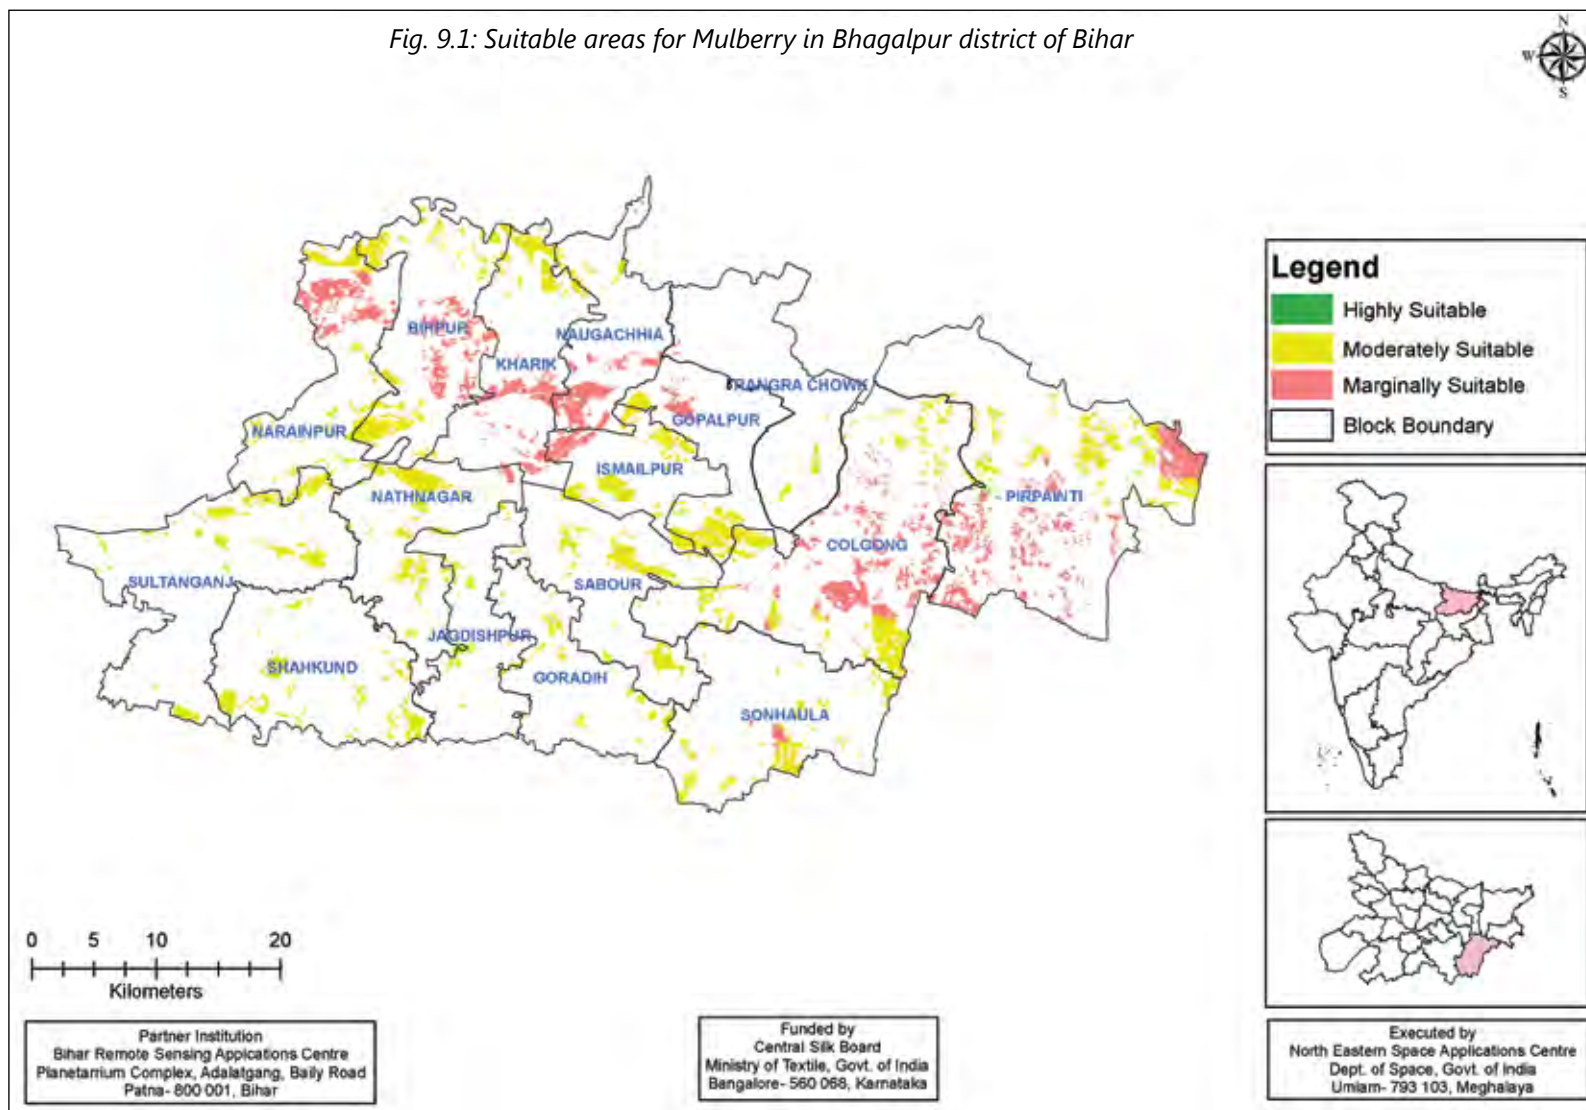 Fig. 9.1: Suitable areas for Mulberry in Bhagalpur district of Bihar
N
W
S
BIHPUR
NAUGACHHIA
KHARIK
RANGRA CHOWK
GOPALPUR
NARAINPUR
ISMAILPUR
NATHNAGAR
PIRPAINTI
COLGONG
SULTANGANJ
SABOUR
JAGDISHPUR
SHAHKUND
GORADIH
SONHAULA
Legend
Highly Suitable
Moderately Suitable
Marginally Suitable
Block Boundary
0 5 10 20
Kilometers
Partner Institution
Bihar Remote Sensing Applications Centre
Planetarrium Complex, Adalatgang, Baily Road
Patna- 800 001, Bihar
Funded by
Central Silk Board
Ministry of Textile, Govt. of India
Bangalore- 560 068, Karnataka
Executed by
North Eastern Space Applications Centre
Dept. of Space, Govt. of India
Umiam- 793 103, Meghalaya